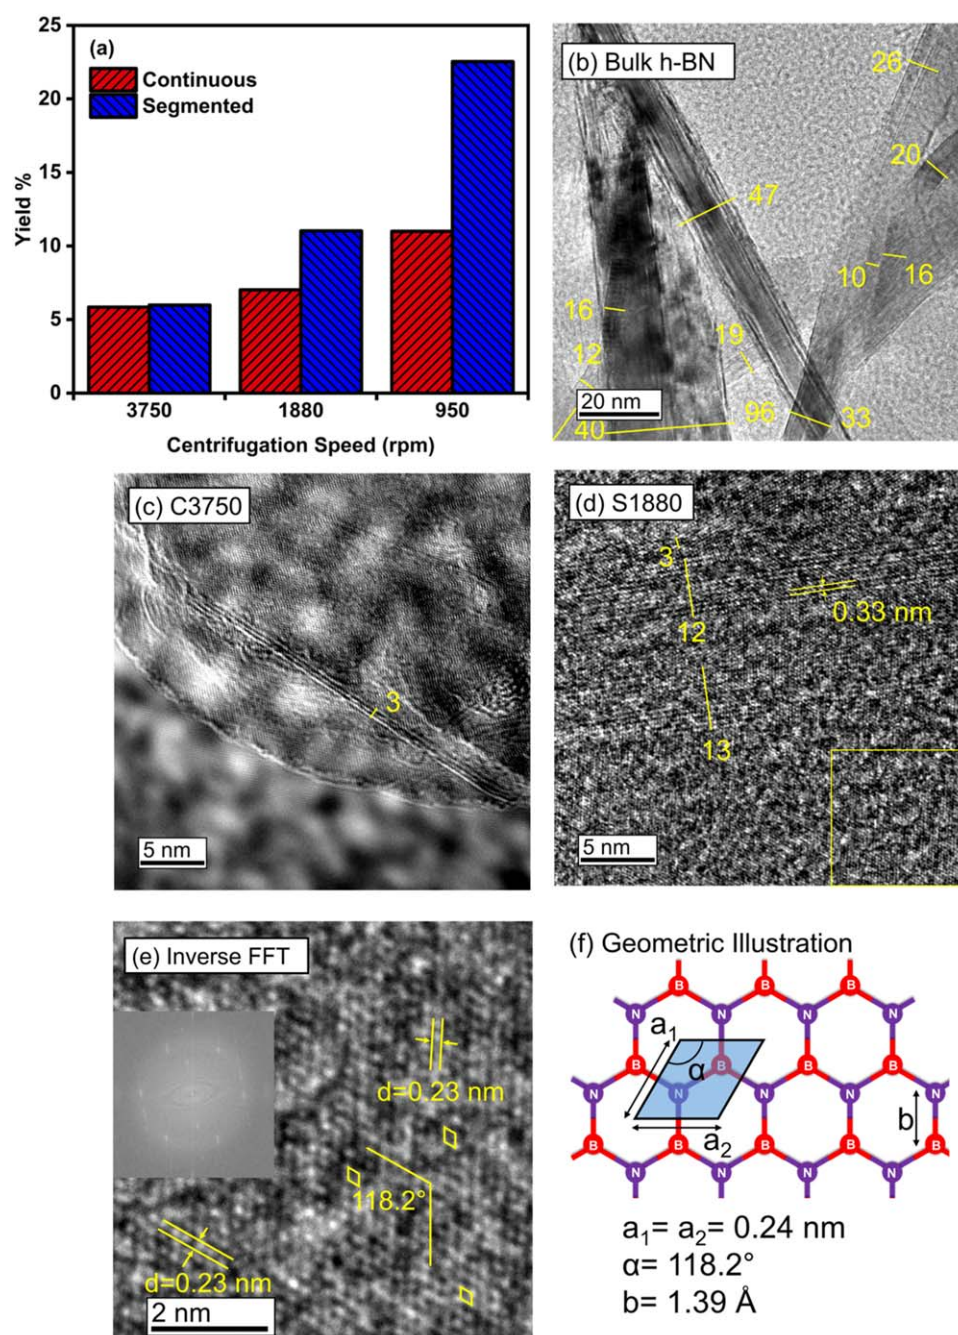 (a)
Continuous
Segmented
25
20
15
10
5
0
Yield %
3750 1880 950
Centrifugation Speed (rpm)
(b) Bulk h-BN
26
20
47
10
16
16
19
12
96
33
40
20 nm
(c) C3750
3
5 nm
(d) S1880
3
0.33 nm
12
13
5 nm
(e) Inverse FFT
d=0.23 nm
118.2°
d=0.23 nm
2 nm
(f) Geometric Illustration
B B B
N N N N
a₁
α
B B B B
N N N N
b
a₂
B B B B
N N N N
a₁= a₂= 0.24 nm
α= 118.2°
b= 1.39 Å